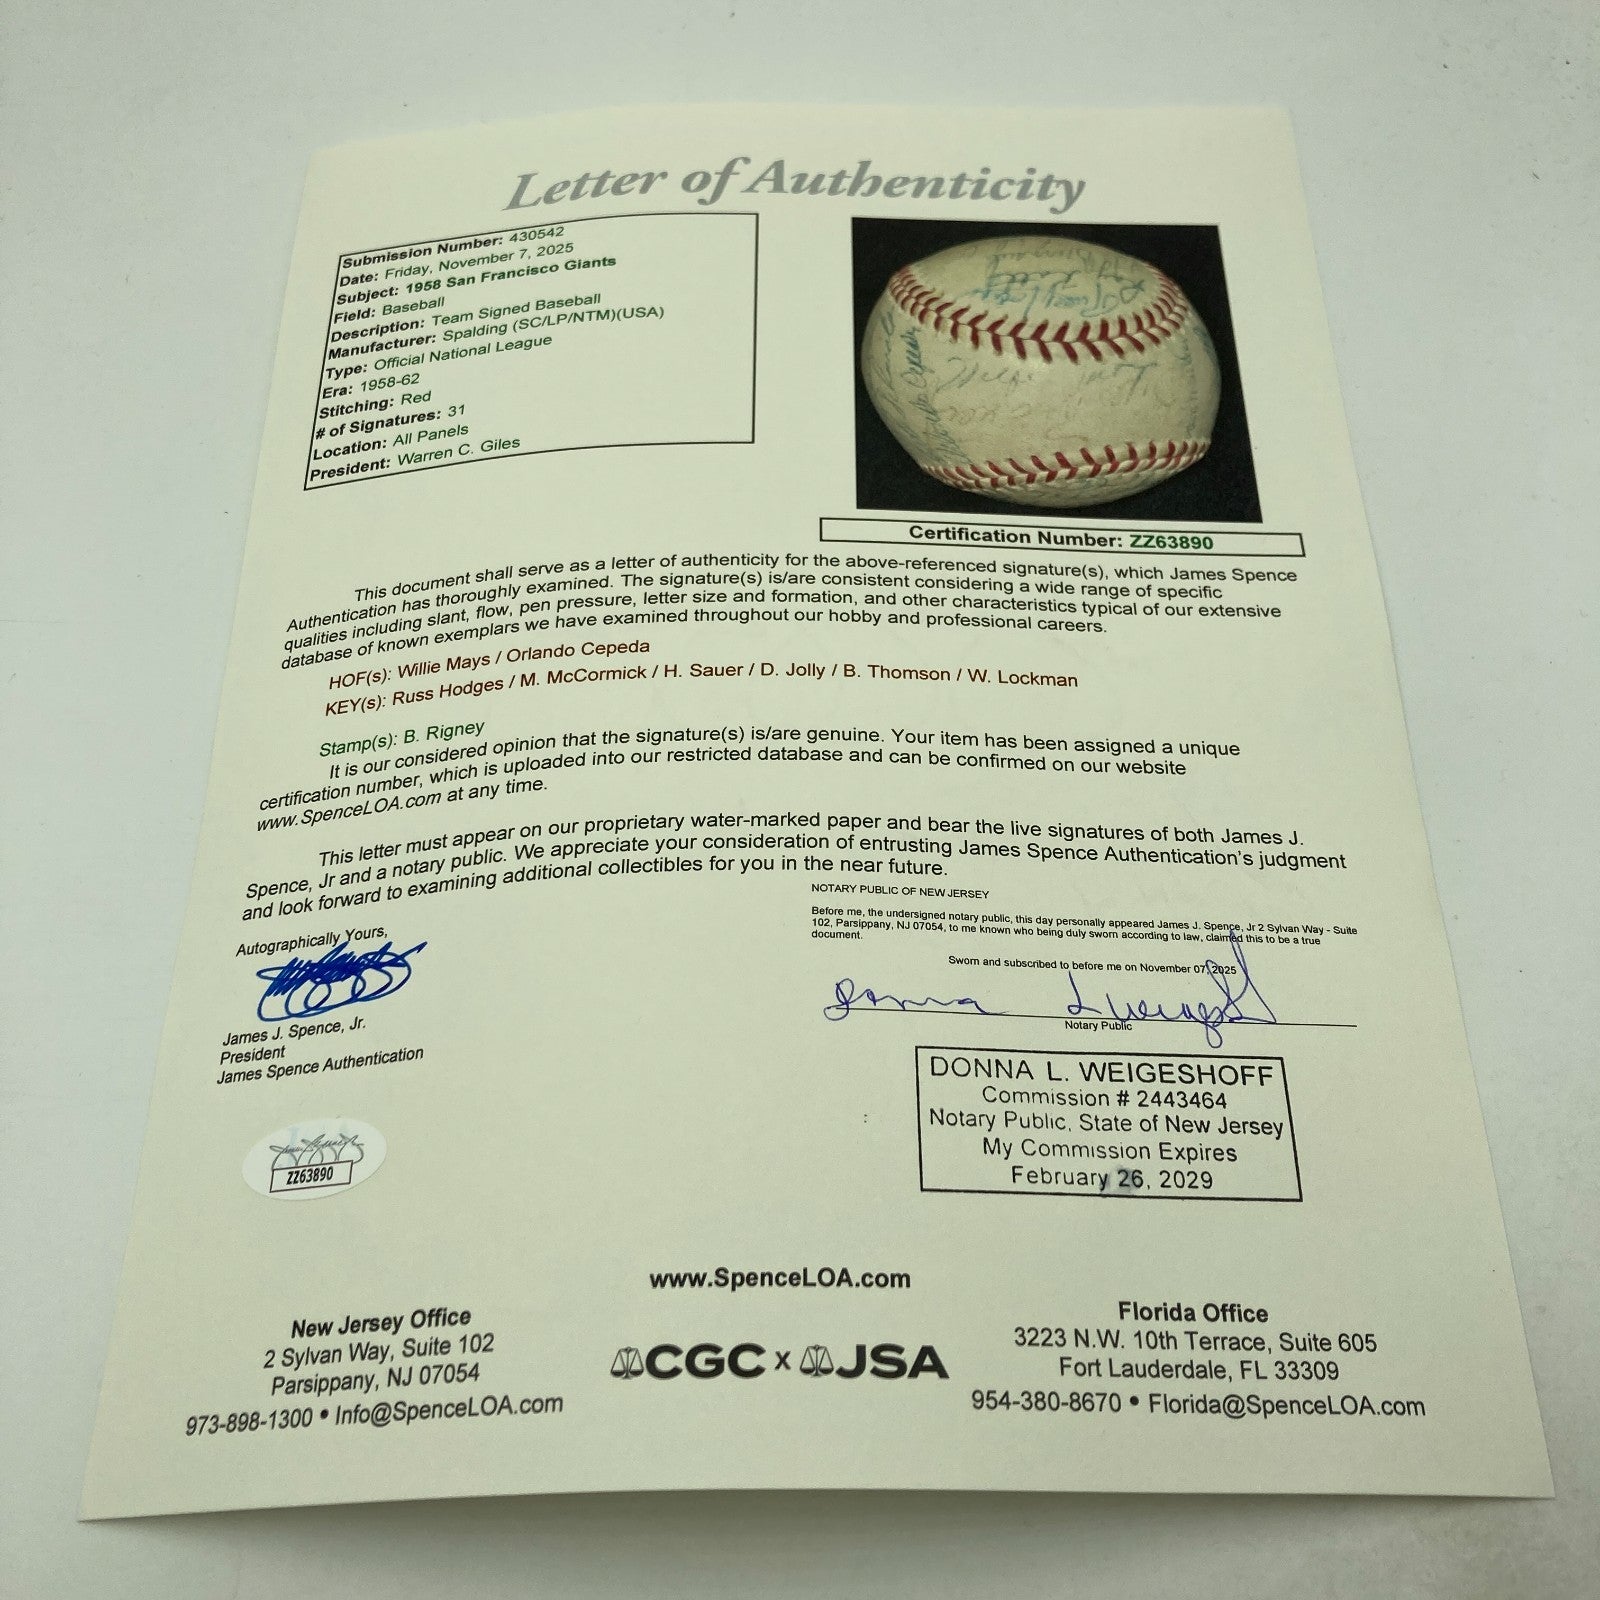 Letter of Authenticity
Submission Number: 430542
Date: Friday, November 7, 2025
Subject: 1958 San Francisco Giants
Field: Baseball
Description: Team Signed Baseball
Manufacturer: Spalding (SC/LP/NTM)(USA)
Type: Official National League
Era: 1958-62
Stitching: Red
# of Signatures: 31
Location: All Panels
President: Warren C. Giles
Certification Number: ZZ63890
This document shall serve as a letter of authenticity for the above-referenced signature(s), which James Spence
Authentication has thoroughly examined. The signature(s) is/are consistent considering a wide range of specific
qualities including slant, flow, pen pressure, letter size and formation, and other characteristics typical of our extensive
database of known exemplars we have examined throughout our hobby and professional careers.
HOF(s): Willie Mays / Orlando Cepeda
KEY(s): Russ Hodges / M. McCormick / H. Sauer / D. Jolly / B. Thomson / W. Lockman
Stamp(s): B. Rigney
It is our considered opinion that the signature(s) is/are genuine. Your item has been assigned a unique
certification number, which is uploaded into our restricted database and can be confirmed on our website
www.SpenceLOA.com at any time.
This letter must appear on our proprietary water-marked paper and bear the live signatures of both James J.
Spence, Jr and a notary public. We appreciate your consideration of entrusting James Spence Authentication's judgment
and look forward to examining additional collectibles for you in the near future.
NOTARY PUBLIC OF NEW JERSEY
Before me, the undersigned notary public, this day personally appeared James J. Spence, Jr 2 Sylvan Way - Suite
102, Parsippany, NJ 07054, to me known who being duly sworn according to law, claimed this to be a true
document.
Sworn and subscribed to before me on November 07, 2025
Donna L Weigeshoff
Notary Public
Autographically Yours,
James J. Spence, Jr.
President
James Spence Authentication
DONNA L. WEIGESHOFF
Commission # 2443464
Notary Public, State of New Jersey
My Commission Expires
February 26, 2029
ZZ63890
www.SpenceLOA.com
New Jersey Office
2 Sylvan Way, Suite 102
Parsippany, NJ 07054
973-898-1300 • Info@SpenceLOA.com
CGC x JSA
Florida Office
3223 N.W. 10th Terrace, Suite 605
Fort Lauderdale, FL 33309
954-380-8670 • Florida@SpenceLOA.com